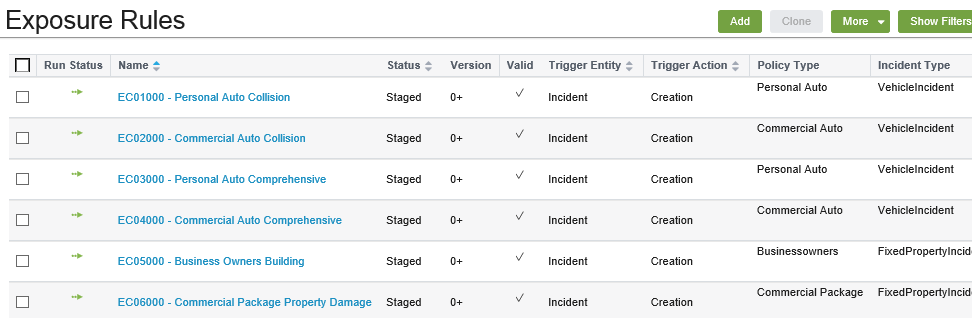 Exposure Rules
Add Clone More Show Filters
Run Status Name Status Version Valid Trigger Entity Trigger Action Policy Type Incident Type
EC01000 - Personal Auto Collision Staged 0+ Incident Creation Personal Auto VehicleIncident
EC02000 - Commercial Auto Collision Staged 0+ Incident Creation Commercial Auto VehicleIncident
EC03000 - Personal Auto Comprehensive Staged 0+ Incident Creation Personal Auto VehicleIncident
EC04000 - Commercial Auto Comprehensive Staged 0+ Incident Creation Commercial Auto VehicleIncident
EC05000 - Business Owners Building Staged 0+ Incident Creation Businessowners FixedPropertyIncide
EC06000 - Commercial Package Property Damage Staged 0+ Incident Creation Commercial Package FixedPropertyIncide